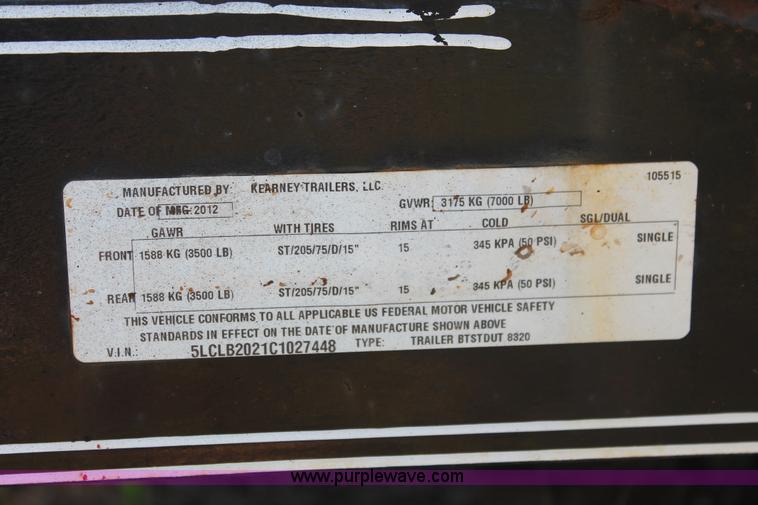 105515
MANUFACTURED BY KEARNEY TRAILERS, LLC
DATE OF MFG: 2012 GVWR: 3175 KG (7000 LB)
GAWR WITH TIRES RIMS AT COLD SGL/DUAL
FRONT 1588 KG (3500 LB) ST/205/75/D/15" 15 345 KPA (50 PSI) SINGLE
REAR 1588 KG (3500 LB) ST/205/75/D/15" 15 345 KPA (50 PSI) SINGLE
THIS VEHICLE CONFORMS TO ALL APPLICABLE US FEDERAL MOTOR VEHICLE SAFETY
STANDARDS IN EFFECT ON THE DATE OF MANUFACTURE SHOWN ABOVE
V.I.N.: 5LCLB2021C1027448 TYPE: TRAILER BTSTDUT 8320
www.purplewave.com